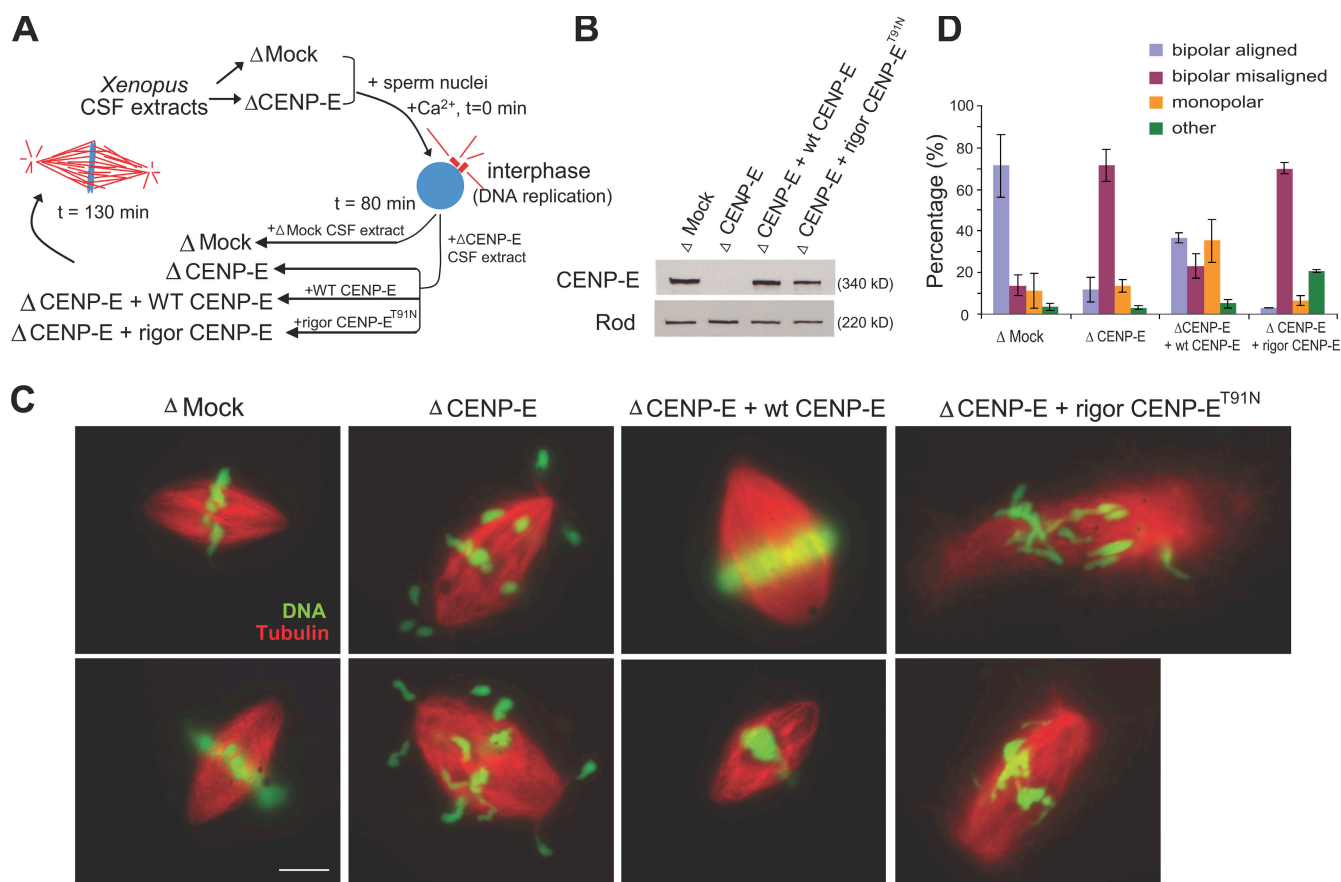 A
Xenopus
CSF extracts
ΔMock
ΔCENP-E
+ sperm nuclei
+Ca²⁺, t=0 min
interphase
(DNA replication)
t = 130 min
t = 80 min
+ΔMock CSF extract
+ΔCENP-E
CSF extract
Δ Mock
Δ CENP-E
Δ CENP-E + WT CENP-E
+WT CENP-E
Δ CENP-E + rigor CENP-E
+rigor CENP-E^T91N
B
Δ Mock
Δ CENP-E
Δ CENP-E + wt CENP-E
Δ CENP-E + rigor CENP-E^T91N
CENP-E
(340 kD)
Rod
(220 kD)
D
bipolar aligned
bipolar misaligned
monopolar
other
Percentage (%)
100
80
60
40
20
0
Δ Mock
Δ CENP-E
ΔCENP-E
+ wt CENP-E
Δ CENP-E
+ rigor CENP-E
C
Δ Mock
Δ CENP-E
Δ CENP-E + wt CENP-E
Δ CENP-E + rigor CENP-E^T91N
DNA
Tubulin